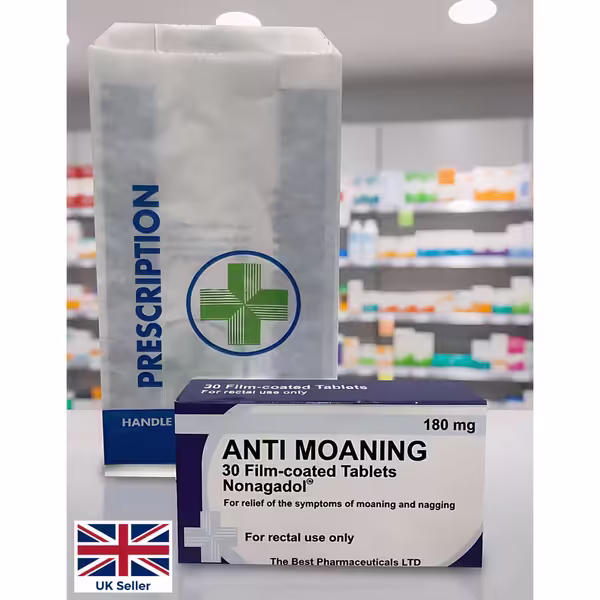 PRESCRIPTION
HANDLE
30 Film-coated Tablets
For rectal use only
180 mg
ANTI MOANING
30 Film-coated Tablets
Nonagadol®
For relief of the symptoms of moaning and nagging
For rectal use only
The Best Pharmaceuticals LTD
UK Seller